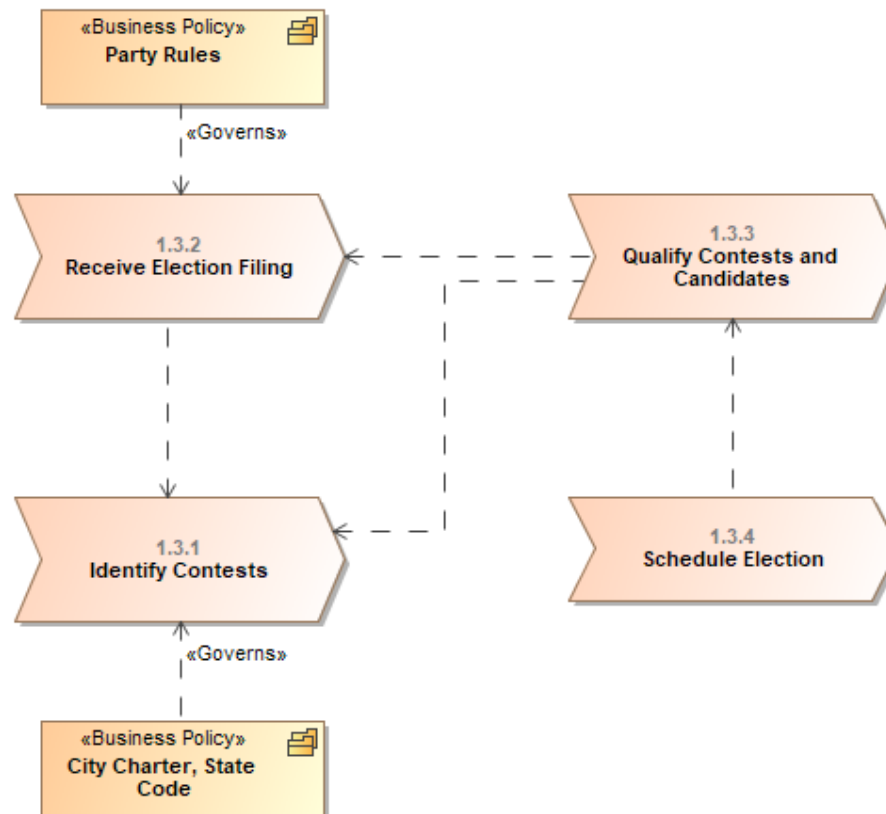 «Business Policy»
Party Rules
«Governs»
1.3.2
Receive Election Filing
1.3.3
Qualify Contests and
Candidates
1.3.1
Identify Contests
1.3.4
Schedule Election
«Governs»
«Business Policy»
City Charter, State
Code